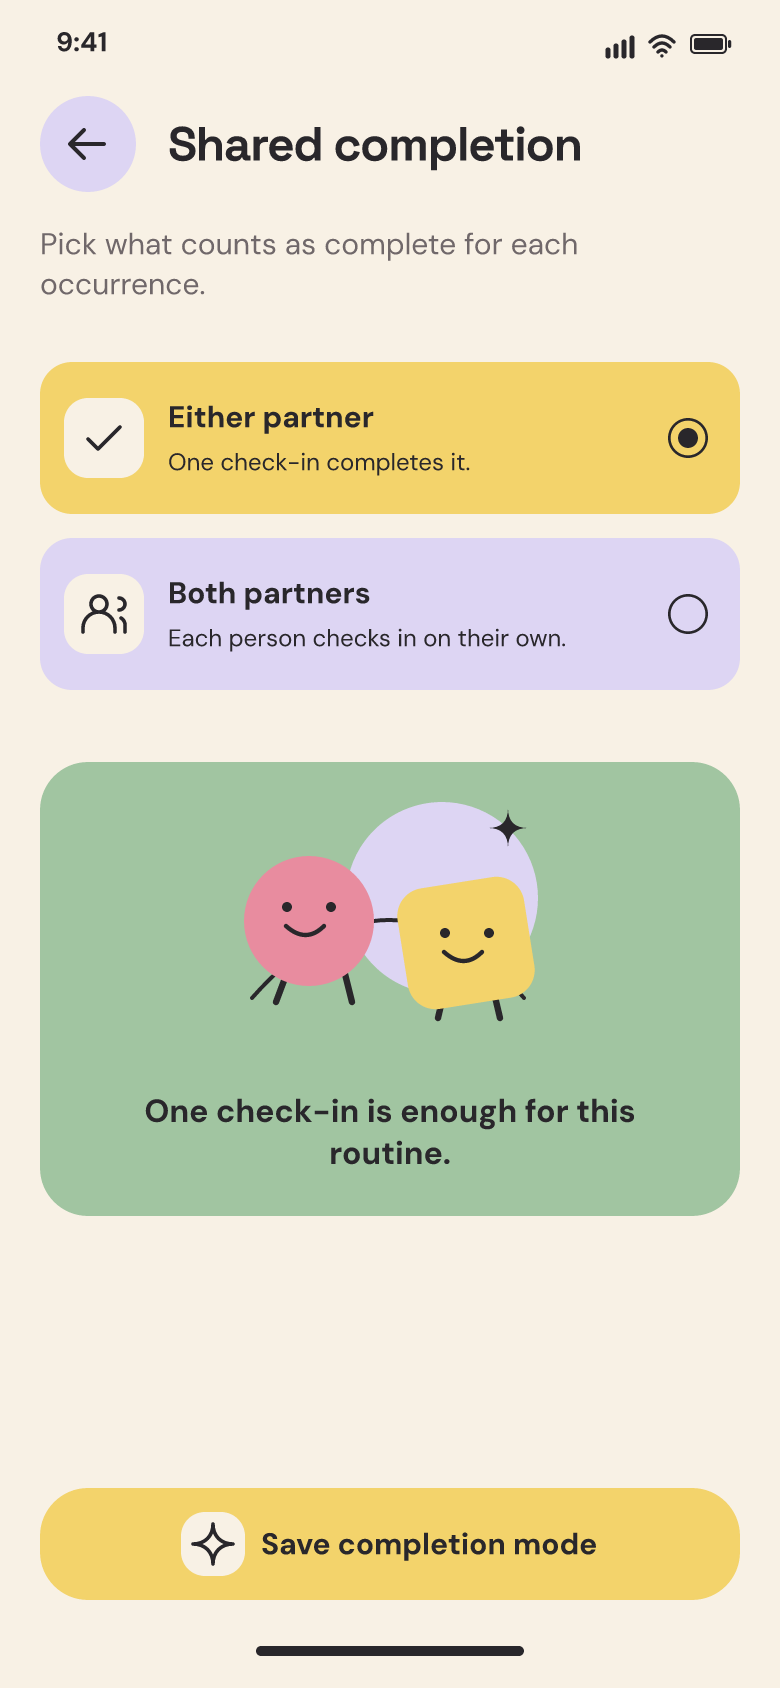 9:41
Shared completion
Pick what counts as complete for each
occurrence.
Either partner
One check-in completes it.
Both partners
Each person checks in on their own.
One check-in is enough for this
routine.
Save completion mode